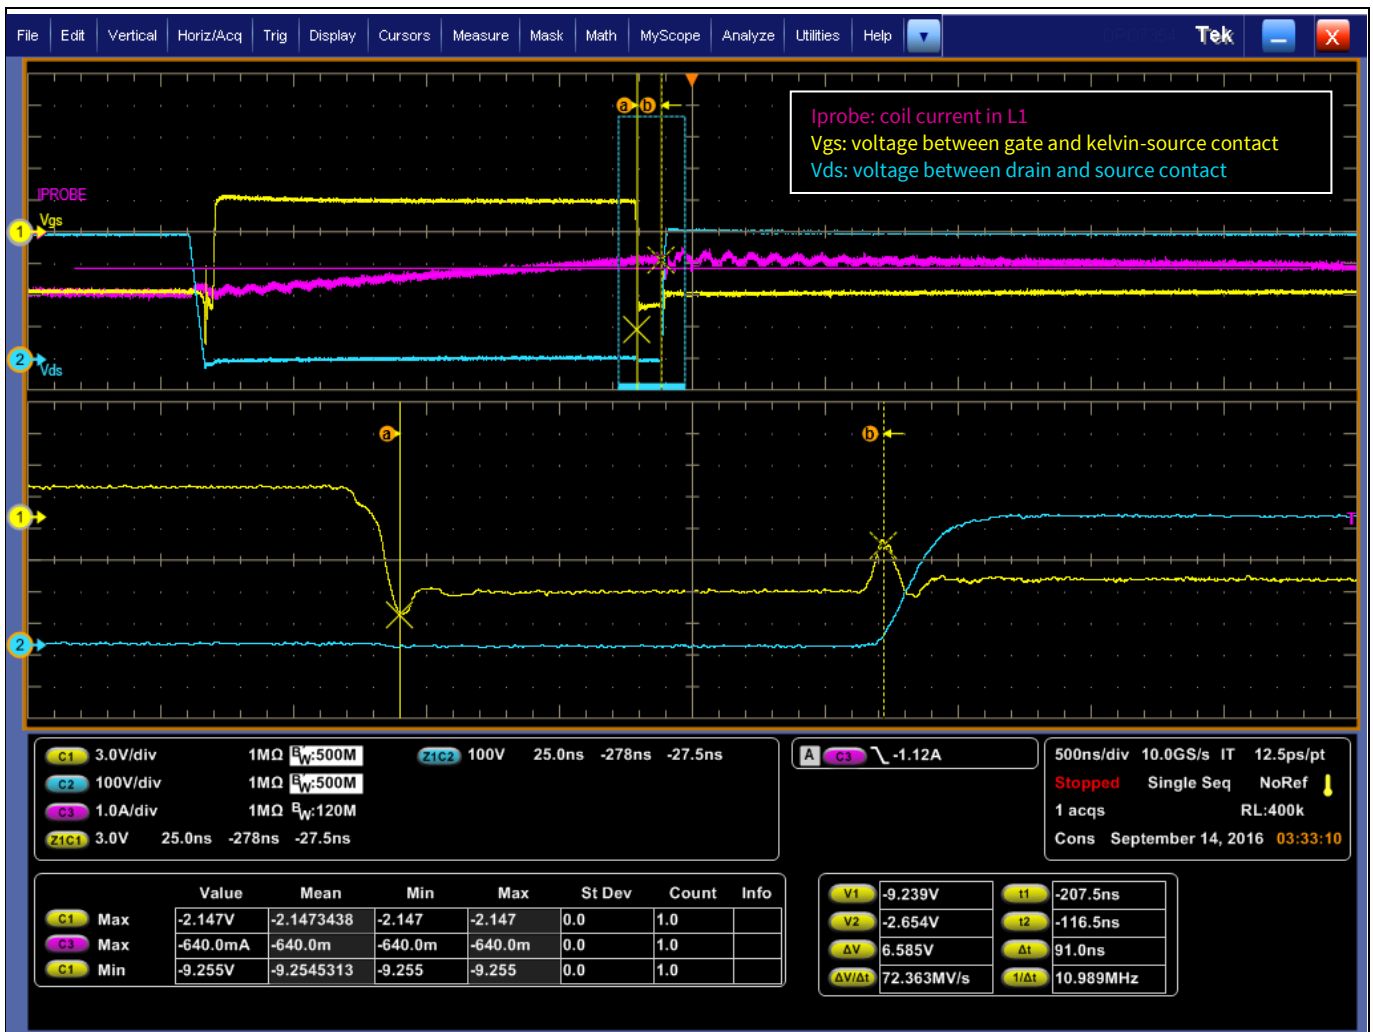 File Edit Vertical Horiz/Acq Trig Display Cursors Measure Mask Math MyScope Analyze Utilities Help Tek X
a b
Iprobe: coil current in L1
Vgs: voltage between gate and kelvin-source contact
Vds: voltage between drain and source contact
IPROBE
Vgs
1
2
Vds
a b
1
T
2
C1 3.0V/div 1MΩ BW:500M Z1C2 100V 25.0ns -278ns -27.5ns
C2 100V/div 1MΩ BW:500M
C3 1.0A/div 1MΩ BW:120M
Z1C1 3.0V 25.0ns -278ns -27.5ns
A C3 -1.12A
500ns/div 10.0GS/s IT 12.5ps/pt
Stopped Single Seq NoRef
1 acqs RL:400k
Cons September 14, 2016 03:33:10
Value Mean Min Max St Dev Count Info
C1 Max -2.147V -2.1473438 -2.147 -2.147 0.0 1.0
C3 Max -640.0mA -640.0m -640.0m -640.0m 0.0 1.0
C1 Min -9.255V -9.2545313 -9.255 -9.255 0.0 1.0
V1 -9.239V t1 -207.5ns
V2 -2.654V t2 -116.5ns
ΔV 6.585V Δt 91.0ns
ΔV/Δt 72.363MV/s 1/Δt 10.989MHz